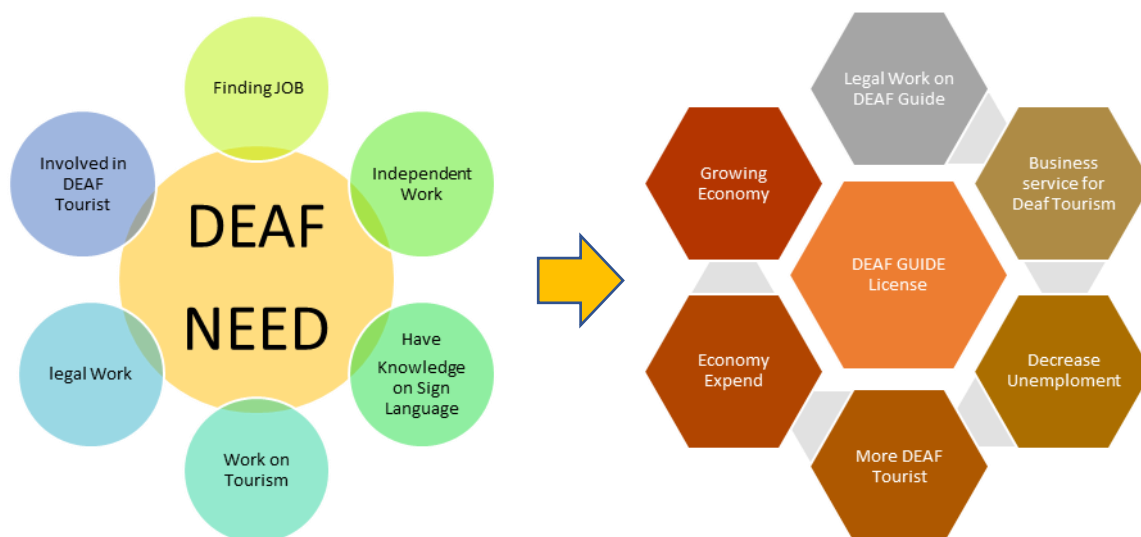 DEAF
NEED
Finding JOB
Independent
Work
Have
Knowledge
on Sign
Language
Work on
Tourism
legal Work
Involved in
DEAF
Tourist
DEAF GUIDE
License
Legal Work on
DEAF Guide
Business
service for
Deaf Tourism
Decrease
Unemploment
More DEAF
Tourist
Economy
Expend
Growing
Economy